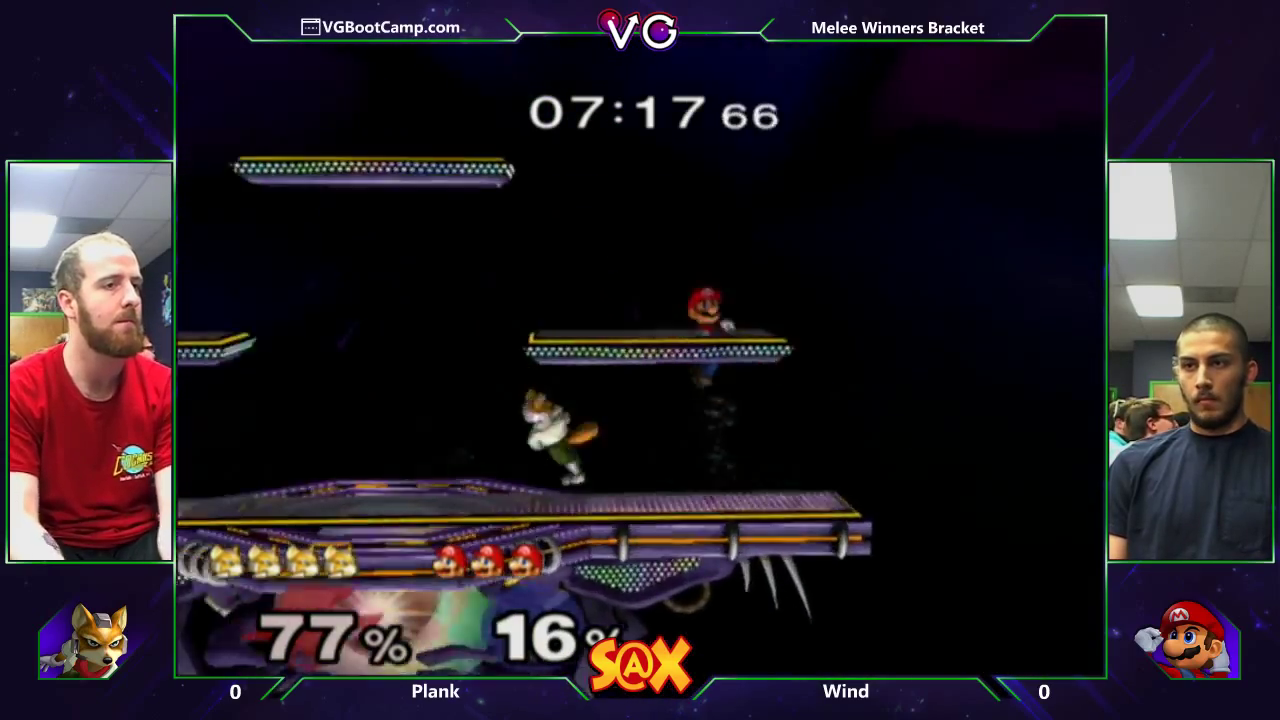 VGBootCamp.com
VG
Melee Winners Bracket
07:17 66
77%
16%
S@X
0
Plank
Wind
0